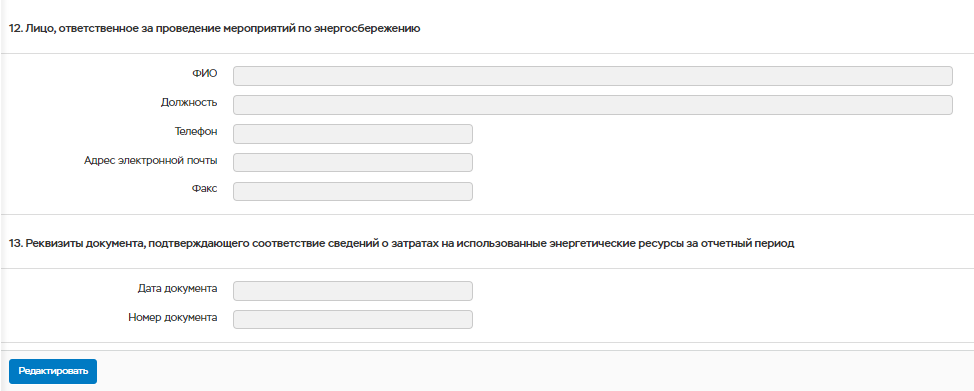 12. Лицо, ответственное за проведение мероприятий по энергосбережению
ФИО
Должность
Телефон
Адрес электронной почты
Факс
13. Реквизиты документа, подтверждающего соответствие сведений о затратах на использованные энергетические ресурсы за отчетный период
Дата документа
Номер документа
Редактировать